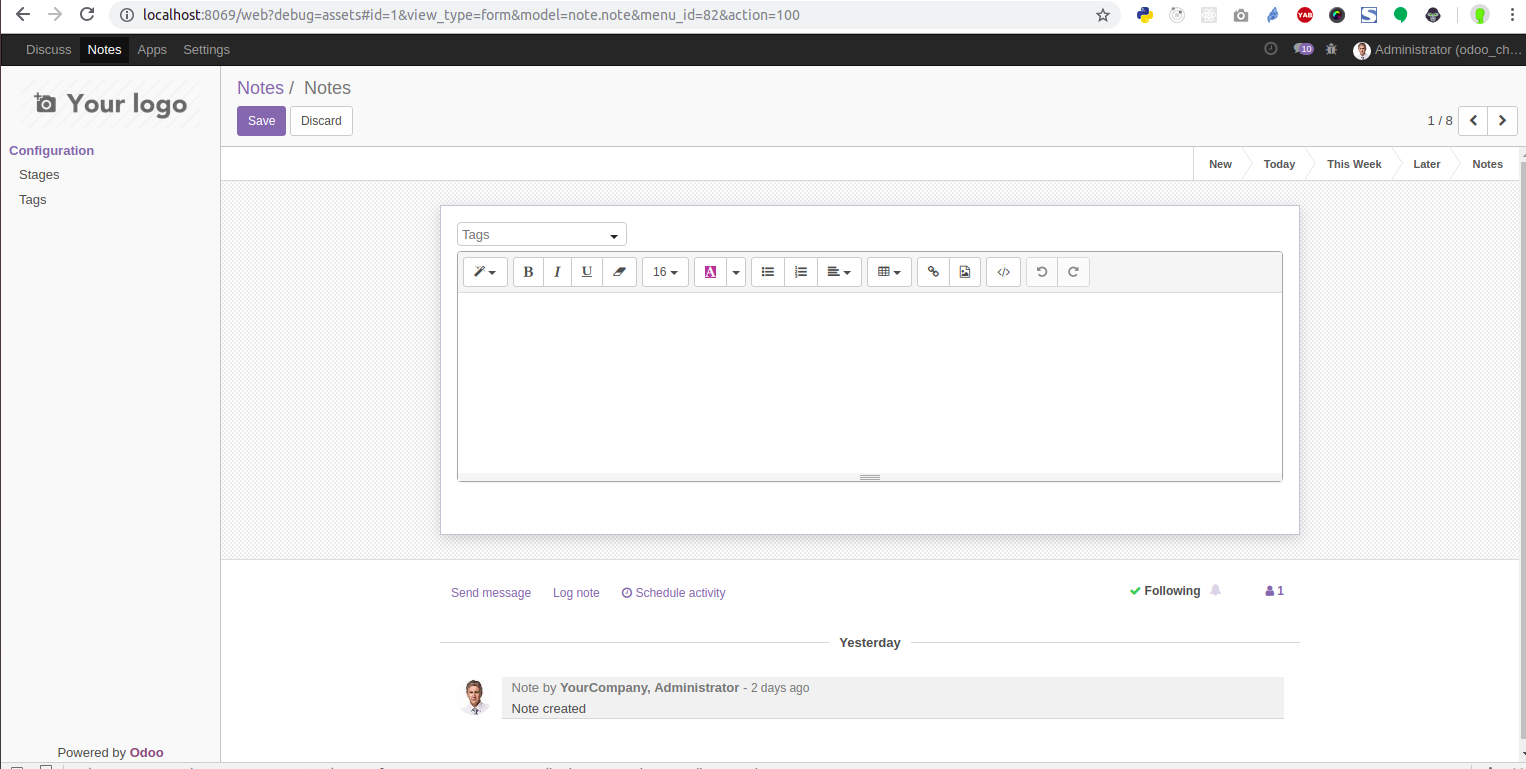 localhost:8069/web?debug=assets#id=1&view_type=form&model=note.note&menu_id=82&action=100
YAB
Discuss Notes Apps Settings 10 Administrator (odoo_ch...
Your logo
Notes / Notes
Save Discard 1 / 8
Configuration
Stages
Tags
New Today This Week Later Notes
Tags
B I U 16 A </>
Send message Log note Schedule activity Following 1
Yesterday
Note by YourCompany, Administrator - 2 days ago
Note created
Powered by Odoo